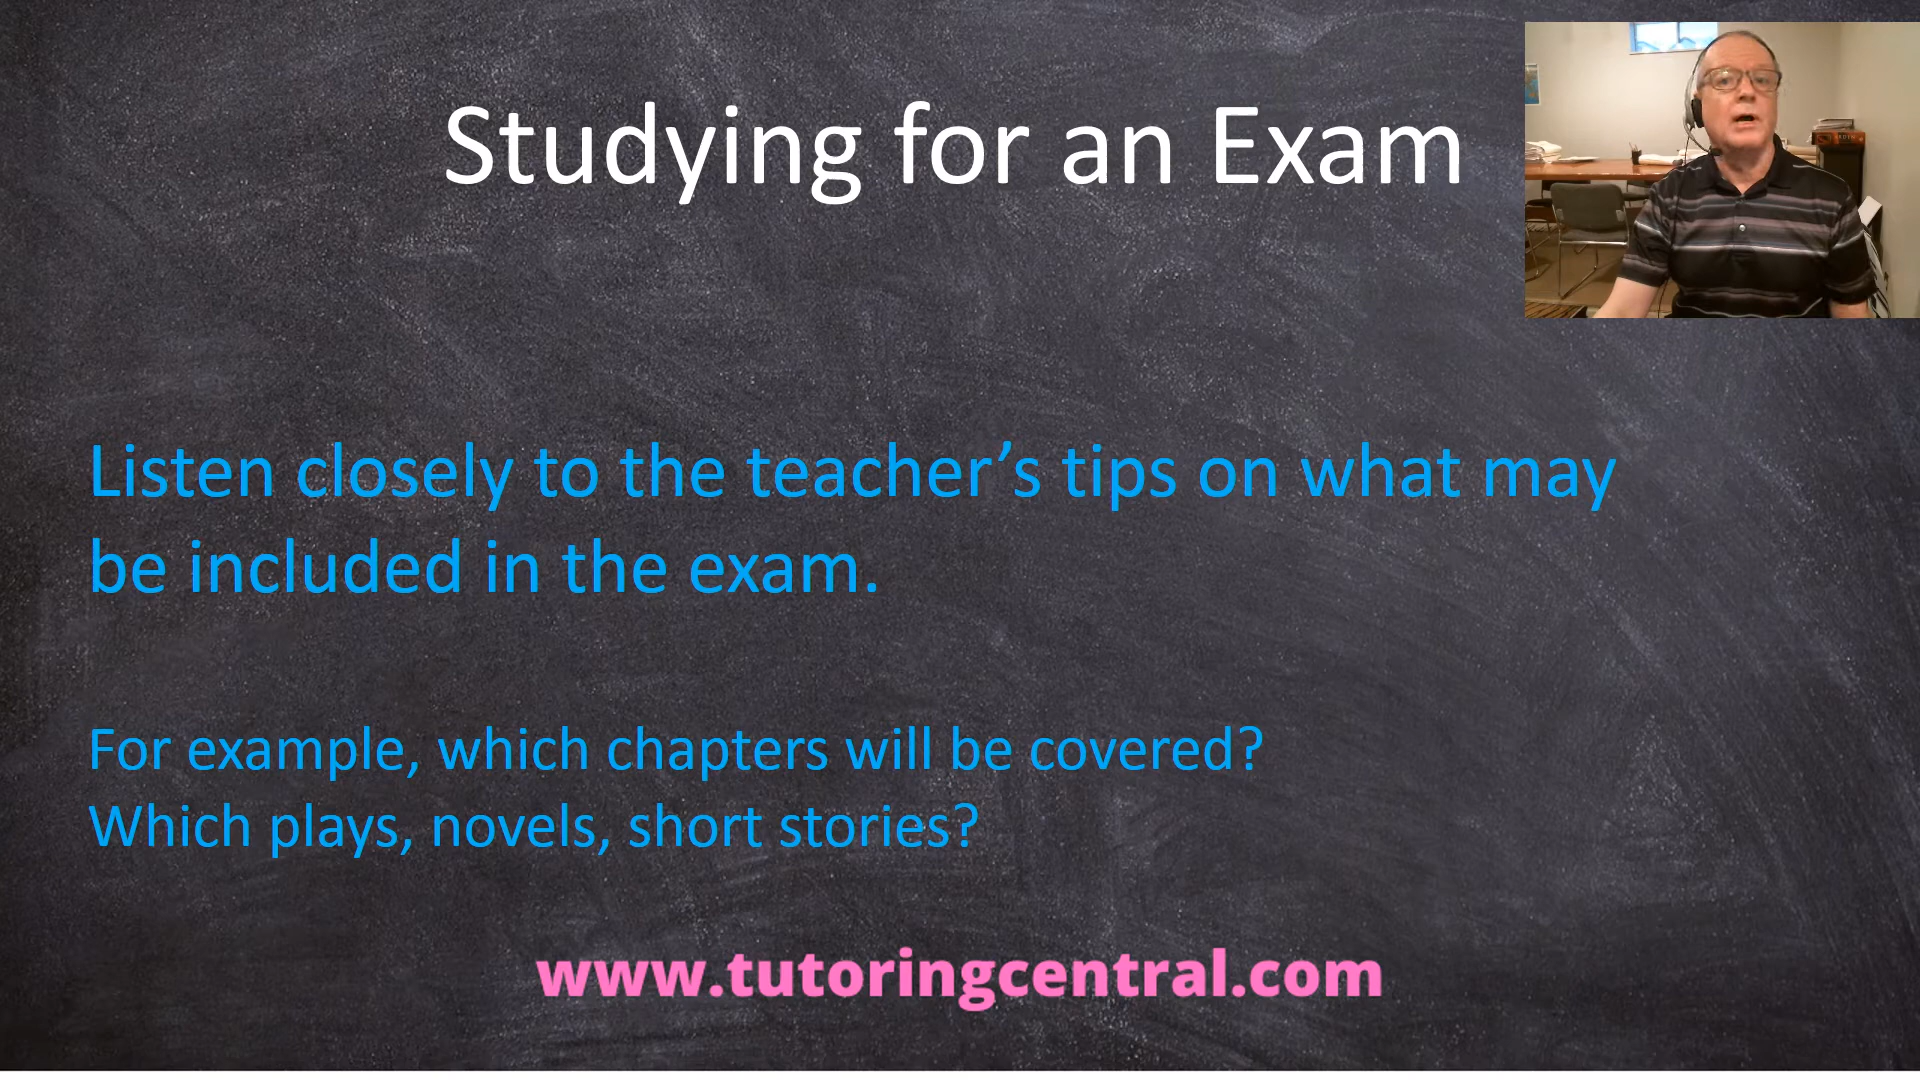 Studying for an Exam
Listen closely to the teacher’s tips on what may
be included in the exam.
For example, which chapters will be covered?
Which plays, novels, short stories?
www.tutoringcentral.com